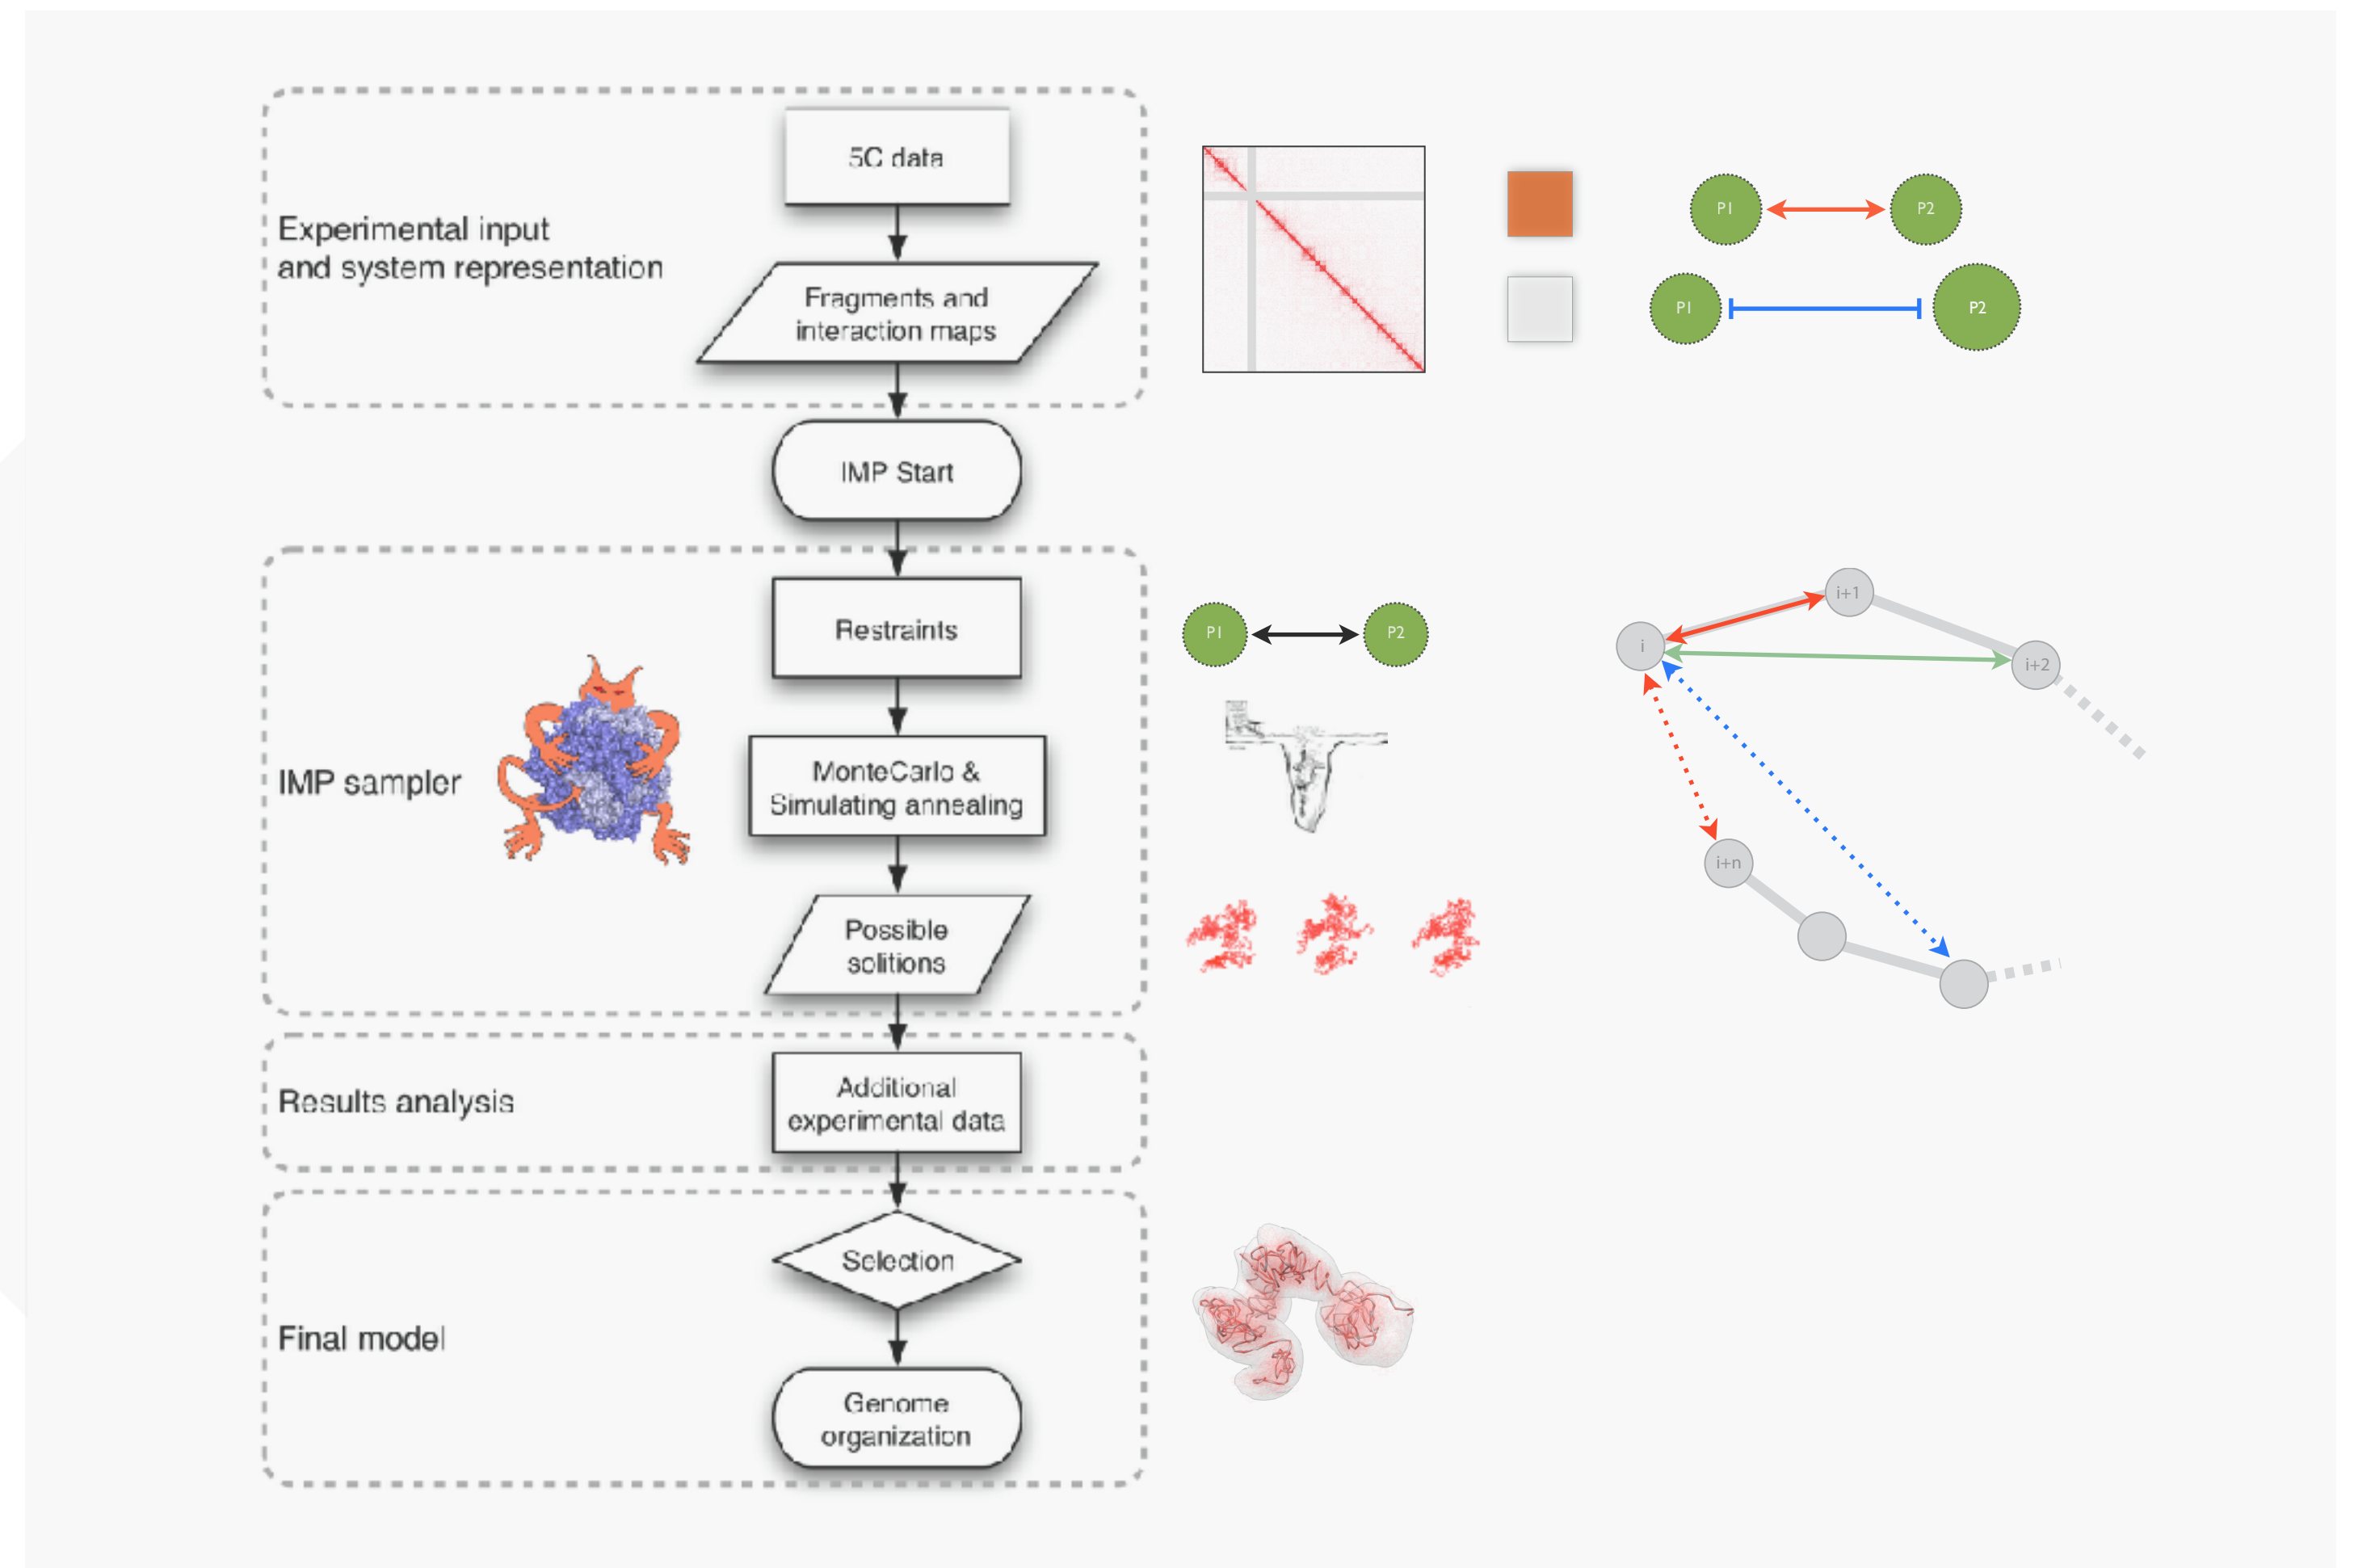 5C data
Experimental input
and system representation
Fragments and
interaction maps
P1
P2
P1
P2
IMP Start
Restraints
P1
P2
i
i+1
i+2
IMP sampler
MonteCarlo &
Simulating annealing
i+n
Possible
solitions
Results analysis
Additional
experimental data
Selection
Final model
Genome
organization